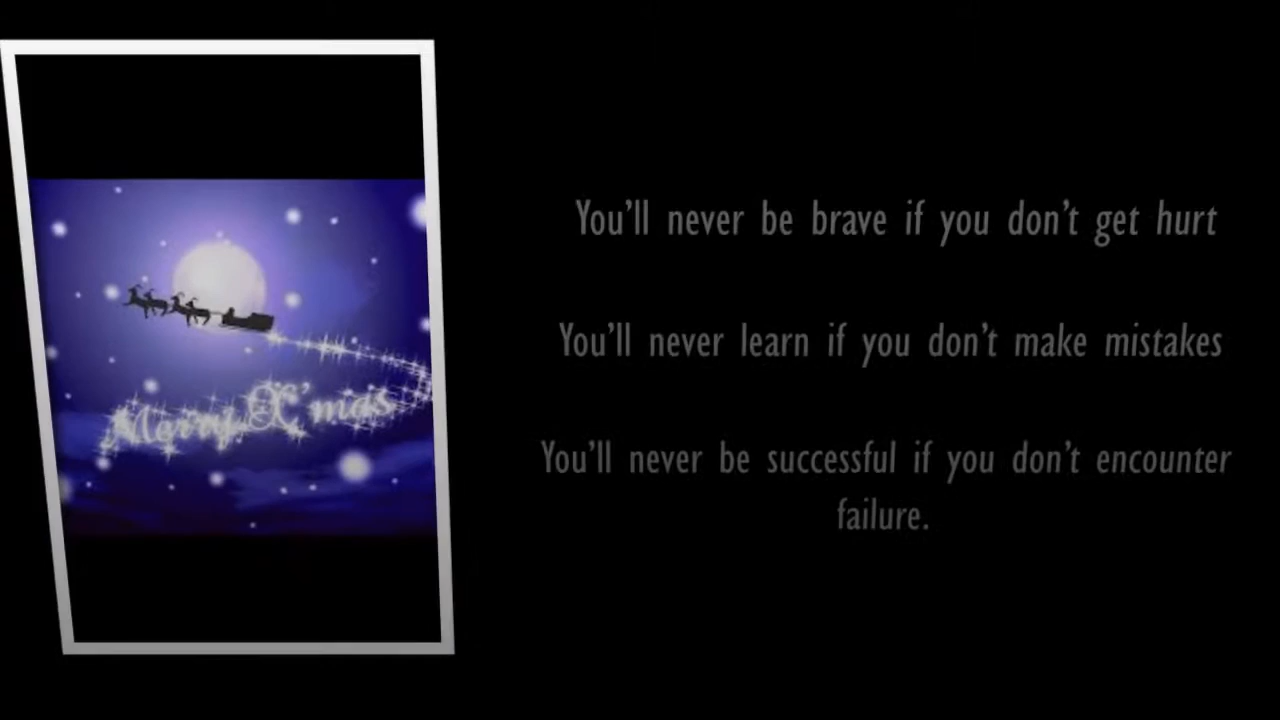 Merry X'mas
You'll never be brave if you don't get hurt
You'll never learn if you don't make mistakes
You'll never be successful if you don't encounter
failure.